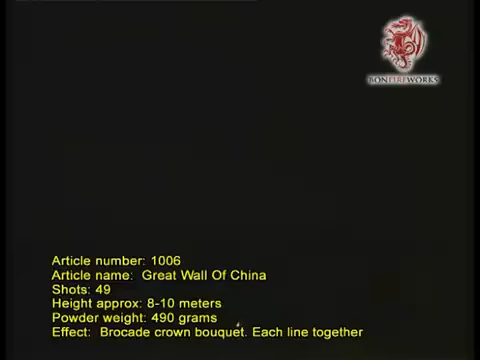 BONFIREWORKS
Article number: 1006
Article name:  Great Wall Of China
Shots: 49
Height approx: 8-10 meters
Powder weight: 490 grams
Effect:  Brocade crown bouquet. Each line together